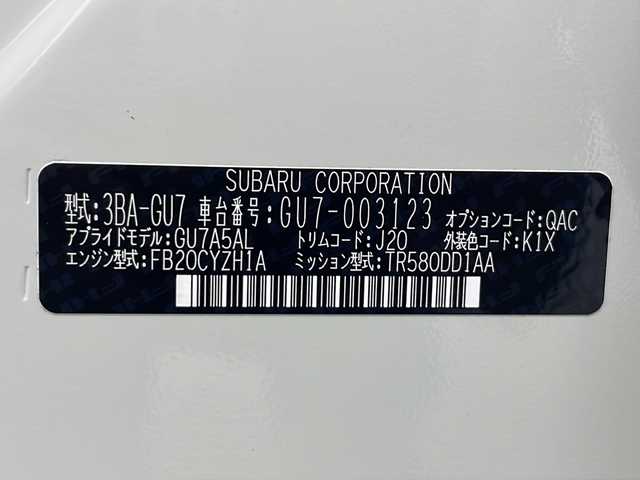 SUBARU CORPORATION
型式:3BA-GU7 車台番号:GU7-003123 オプションコード:QAC
アプライドモデル:GU7A5AL トリムコード:J20 外装色コード:K1X
エンジン型式:FB20CYZH1A ミッション型式:TR580DD1AA